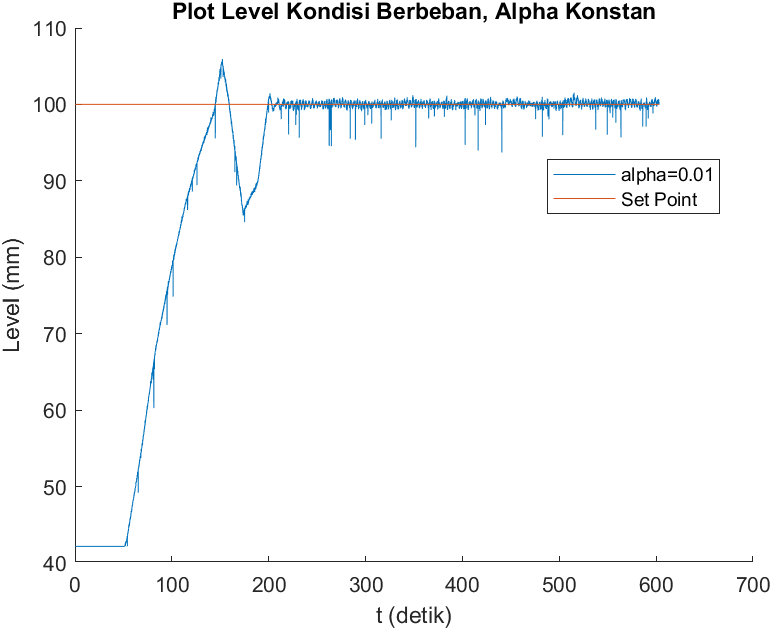 Plot Level Kondisi Berbeban, Alpha Konstan
110
100
90
80
70
60
50
40
Level (mm)
alpha=0.01
Set Point
0 100 200 300 400 500 600 700
t (detik)